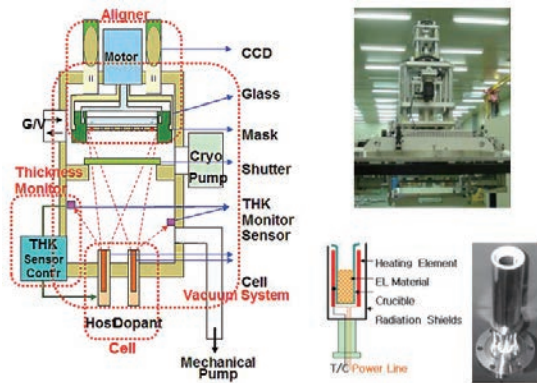 Aligner
Motor
CCD
Glass
G/V
Mask
Cryo
Pump
Shutter
Thickness
Monitor
THK
Monitor
Sensor
THK
Sensor
Contr
Cell
Vacuum System
Host
Dopant
Cell
Mechanical
Pump
Heating Element
EL Material
Crucible
Radiation Shields
T/C
Power Line